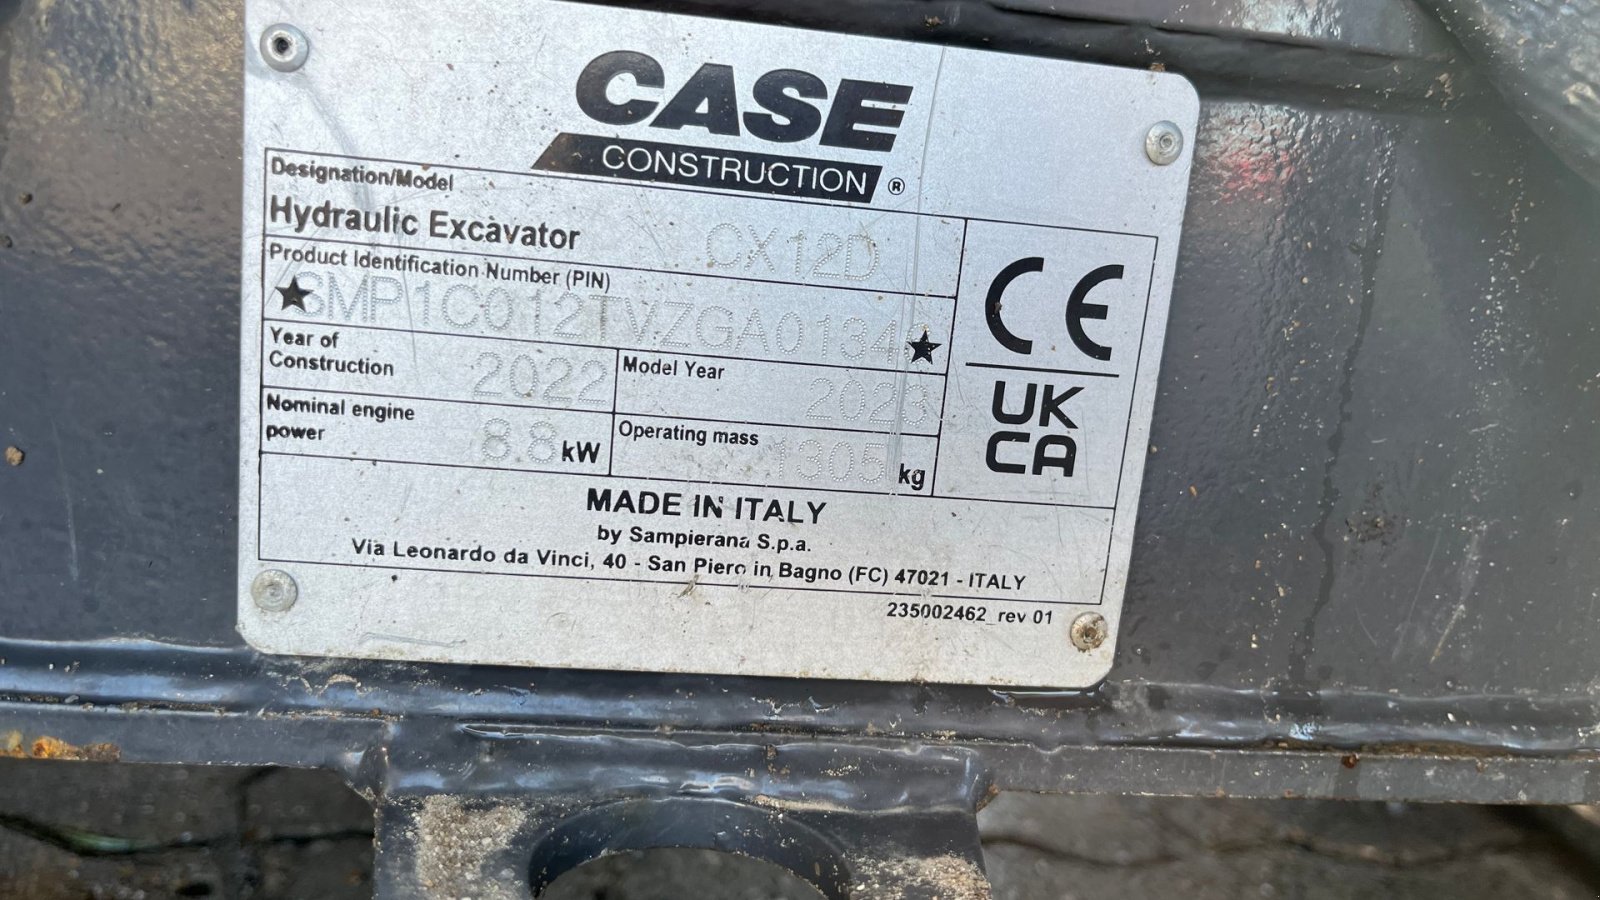 CASE
CONSTRUCTION ®
Designation/Model
Hydraulic Excavator CX12D
Product Identification Number (PIN)
Year of
Construction 2022
Model Year 2023
Nominal engine
power 8.8 kW
Operating mass 1305 kg
CE
UK
CA
MADE IN ITALY
by Sampierana S.p.a.
Via Leonardo da Vinci, 40 - San Piero in Bagno (FC) 47021 - ITALY
235002462_rev 01